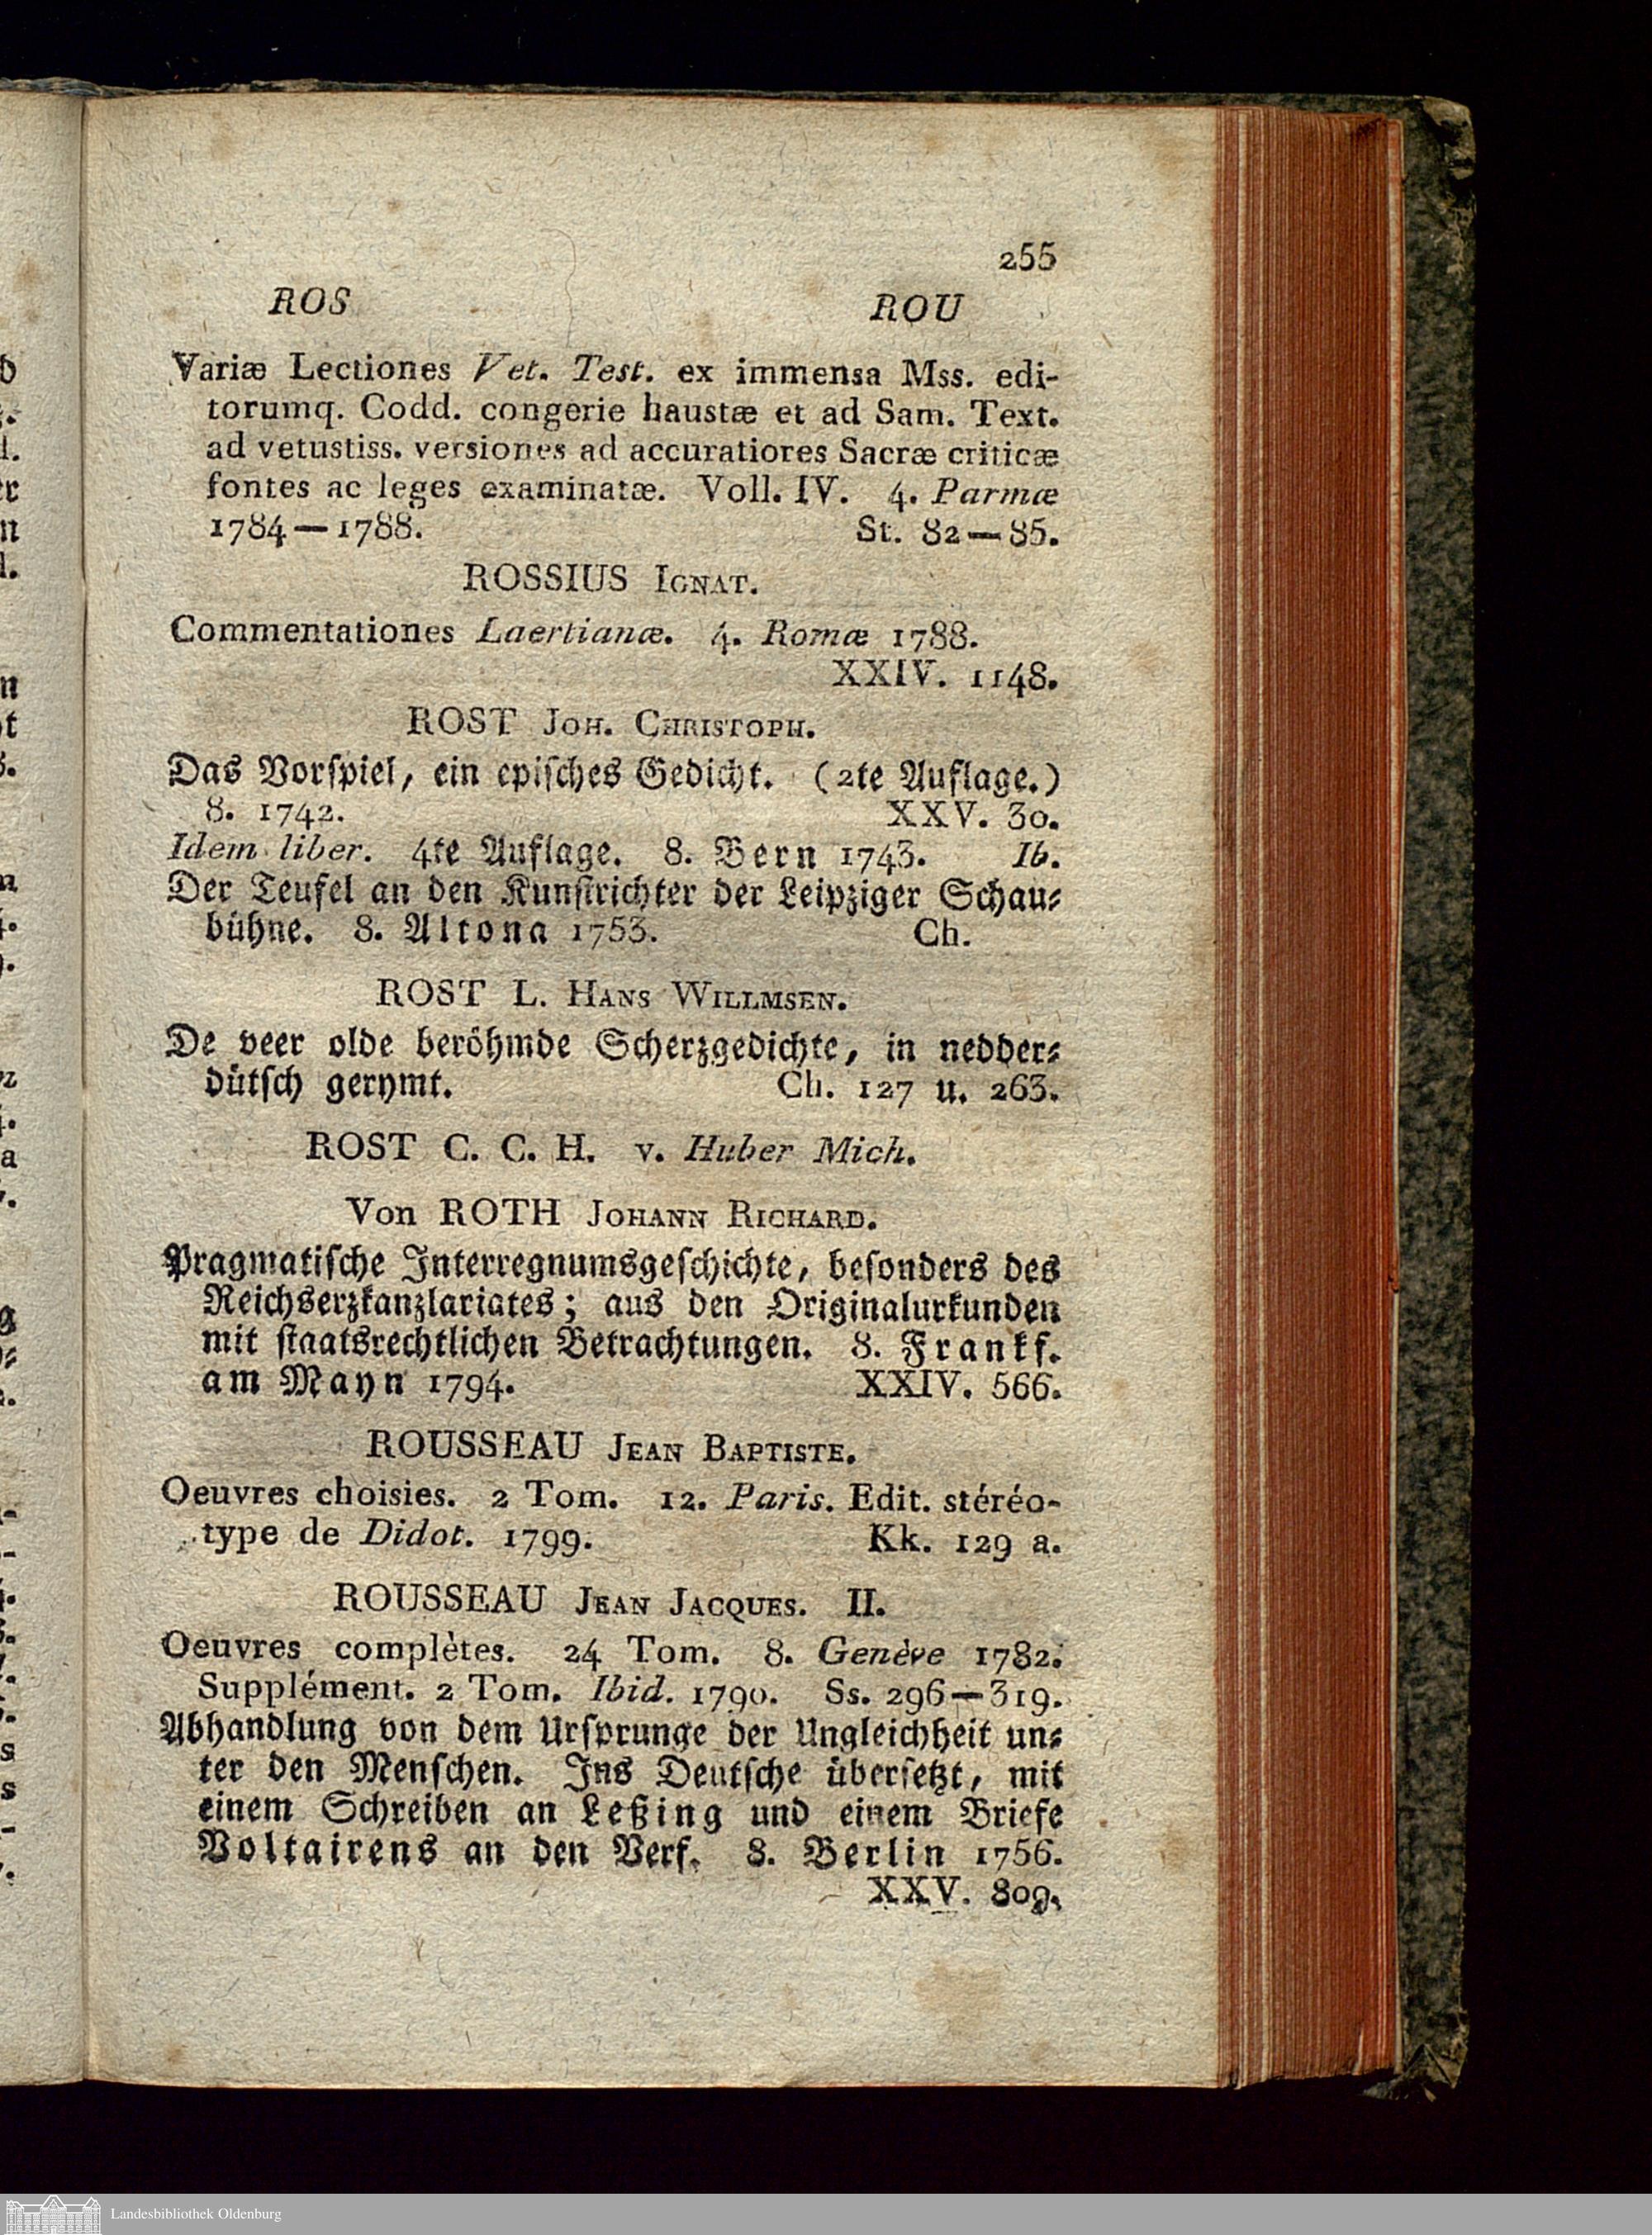 255
ROS ROU
Variæ Lectiones Vet. Test. ex immensa Mss. edi-
torumq. Codd. congerie haustæ et ad Sam. Text.
ad vetustiss. versiones ad accuratiores Sacræ criticæ
fontes ac leges examinatæ. Voll. IV. 4. Parmæ
1784—1788. St. 82—85.
ROSSIUS IGNAT.
Commentationes Laertianæ. 4. Romæ 1788.
XXIV. 1148.
ROST JOH. CHRISTOPH.
Das Vorſpiel, ein epiſches Gedicht. (2te Auflage.)
8. 1742. XXV. 30.
Idem liber. 4te Auflage. 8. Bern 1743. Ib.
Der Teufel an den Kunſtrichter der Leipziger Schau-
bühne. 8. Altona 1753. Ch.
ROST L. HANS WILLMSEN.
De veer olde beröhmde Scherzgedichte, in nedder-
dütſch gerymt. Ch. 127 u. 263.
ROST C. C. H. v. Huber Mich.
Von ROTH JOHANN RICHARD.
Pragmatiſche Interregnumsgeſchichte, beſonders des
Reichserzkanzlariates; aus den Originalurkunden
mit ſtaatsrechtlichen Betrachtungen. 8. Frankf.
am Mayn 1794. XXIV. 566.
ROUSSEAU JEAN BAPTISTE.
Oeuvres choisies. 2 Tom. 12. Paris. Edit. stéréo-
type de Didot. 1799. Kk. 129 a.
ROUSSEAU JEAN JACQUES. II.
Oeuvres complètes. 24 Tom. 8. Genève 1782.
Supplément. 2 Tom. Ibid. 1790. Ss. 296—319.
Abhandlung von dem Urſprunge der Ungleichheit un-
ter den Menſchen. Ins Deutſche überſetzt, mit
einem Schreiben an Leßing und einem Briefe
Voltairens an den Verf. 8. Berlin 1756.
XXV. 809.
Landesbibliothek Oldenburg